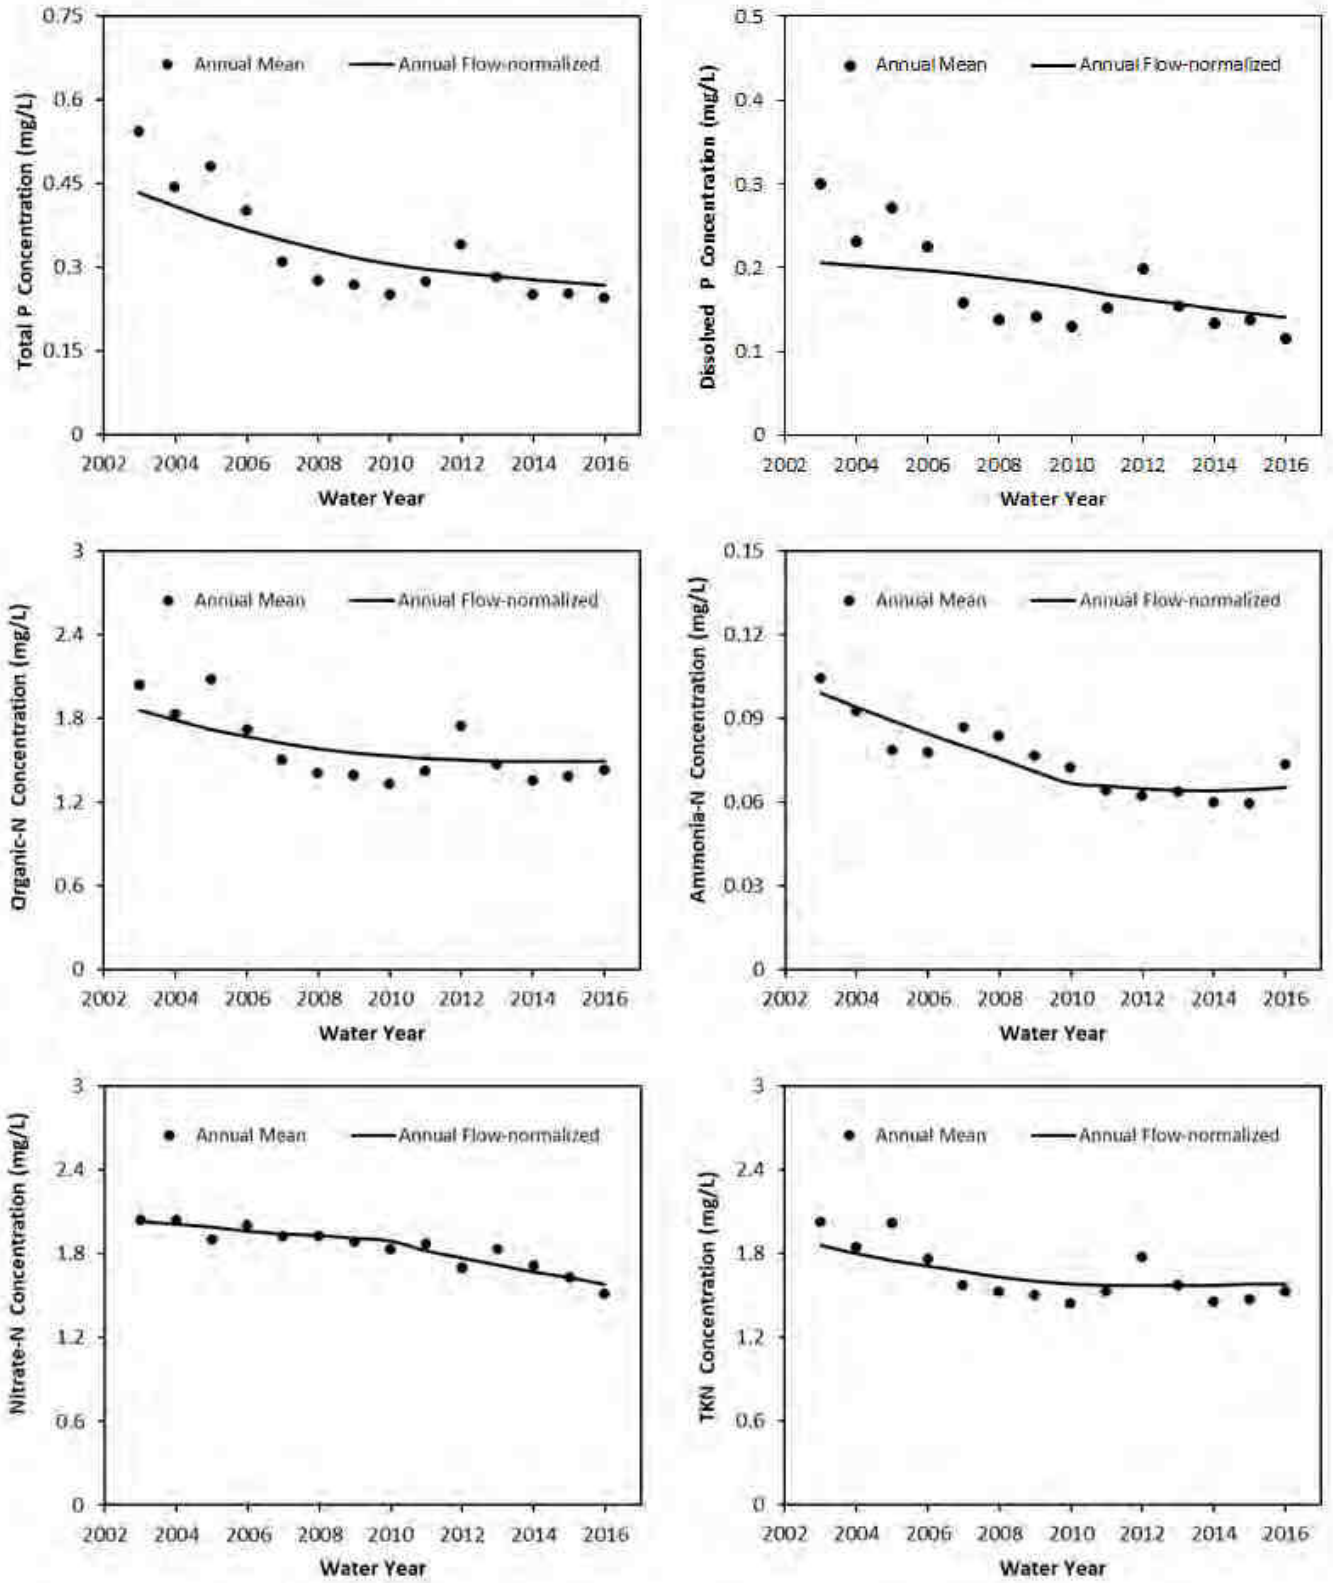 Total P Concentration (mg/L)
0.75
0.6
0.45
0.3
0.15
0
Annual Mean
Annual Flow-normalized
2002 2004 2006 2008 2010 2012 2014 2016
Water Year
Dissolved P Concentration (mg/L)
0.5
0.4
0.3
0.2
0.1
0
Annual Mean
Annual Flow-normalized
2002 2004 2006 2008 2010 2012 2014 2016
Water Year
Organic-N Concentration (mg/L)
3
2.4
1.8
1.2
0.6
0
Annual Mean
Annual Flow-normalized
2002 2004 2006 2008 2010 2012 2014 2016
Water Year
Ammonia-N Concentration (mg/L)
0.15
0.12
0.09
0.06
0.03
0
Annual Mean
Annual Flow-normalized
2002 2004 2006 2008 2010 2012 2014 2016
Water Year
Nitrate-N Concentration (mg/L)
3
2.4
1.8
1.2
0.6
0
Annual Mean
Annual Flow-normalized
2002 2004 2006 2008 2010 2012 2014 2016
Water Year
TKN Concentration (mg/L)
3
2.4
1.8
1.2
0.6
0
Annual Mean
Annual Flow-normalized
2002 2004 2006 2008 2010 2012 2014 2016
Water Year